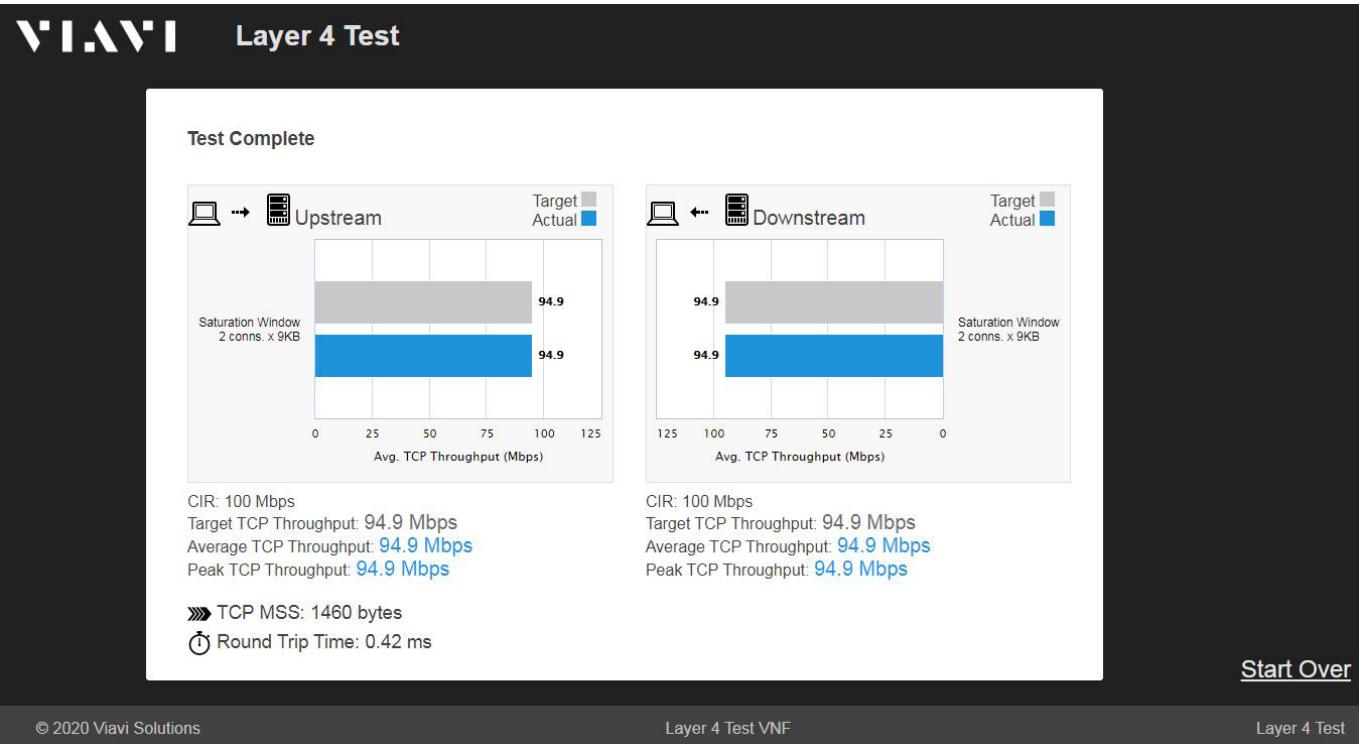 VIAVI Layer 4 Test
Test Complete
Upstream
Target
Actual
94.9
94.9
Saturation Window
2 conns. x 9KB
0 25 50 75 100 125
Avg. TCP Throughput (Mbps)
CIR: 100 Mbps
Target TCP Throughput: 94.9 Mbps
Average TCP Throughput: 94.9 Mbps
Peak TCP Throughput: 94.9 Mbps
Downstream
Target
Actual
94.9
94.9
Saturation Window
2 conns. x 9KB
125 100 75 50 25 0
Avg. TCP Throughput (Mbps)
CIR: 100 Mbps
Target TCP Throughput: 94.9 Mbps
Average TCP Throughput: 94.9 Mbps
Peak TCP Throughput: 94.9 Mbps
TCP MSS: 1460 bytes
Round Trip Time: 0.42 ms
Start Over
© 2020 Viavi Solutions Layer 4 Test VNF Layer 4 Test